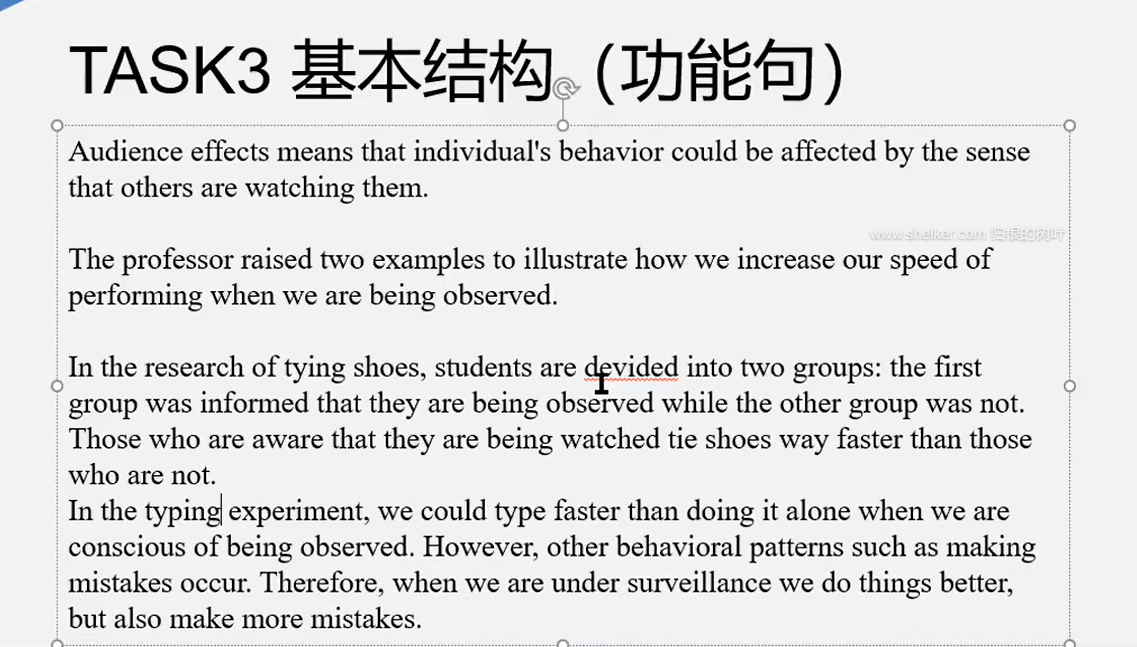 TASK3 基本结构（功能句）
Audience effects means that individual's behavior could be affected by the sense
that others are watching them.
www.shelker.com 归根的树叶
The professor raised two examples to illustrate how we increase our speed of
performing when we are being observed.
In the research of tying shoes, students are devided into two groups: the first
group was informed that they are being observed while the other group was not.
Those who are aware that they are being watched tie shoes way faster than those
who are not.
In the typing experiment, we could type faster than doing it alone when we are
conscious of being observed. However, other behavioral patterns such as making
mistakes occur. Therefore, when we are under surveillance we do things better,
but also make more mistakes.